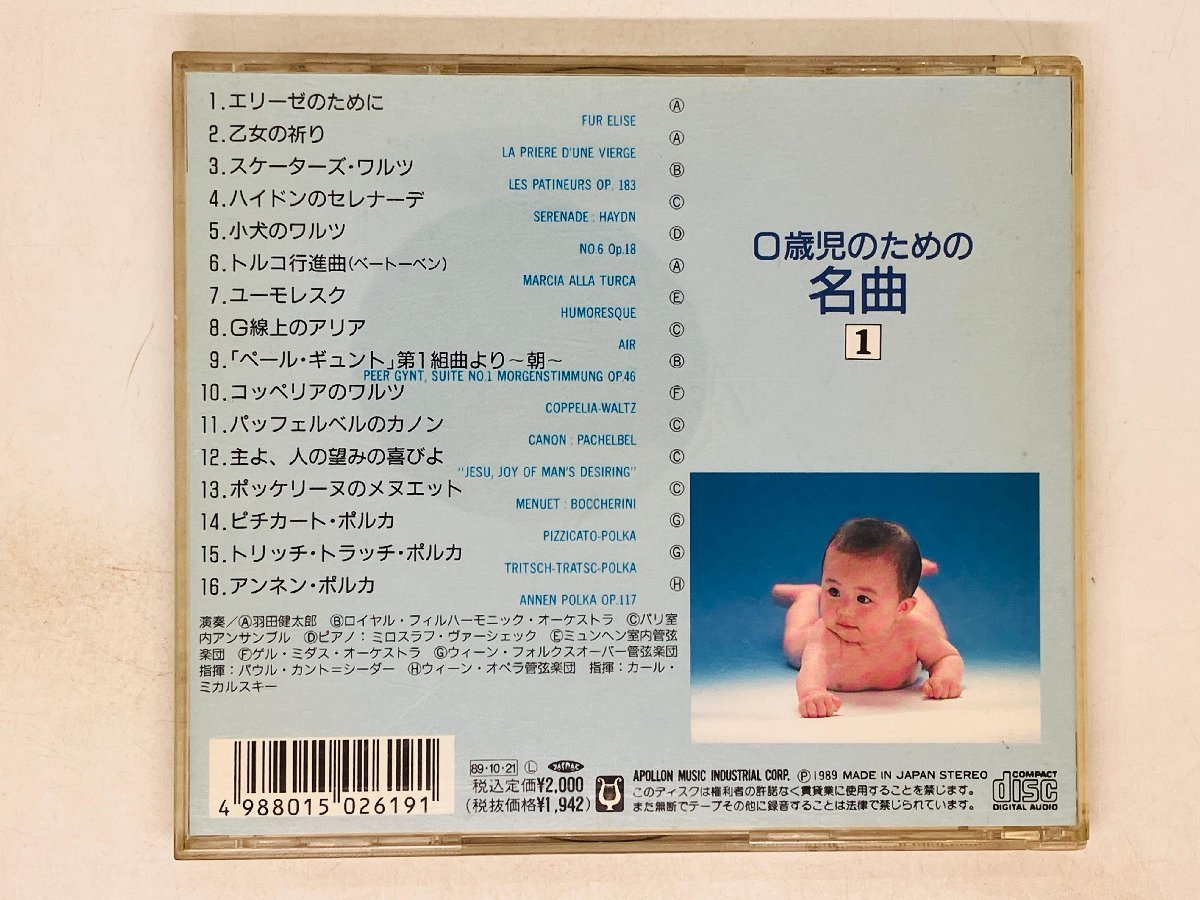 1.エリーゼのために Ⓐ
FUR ELISE
2.乙女の祈り Ⓐ
LA PRIERE D'UNE VIERGE
3.スケーターズ・ワルツ Ⓑ
LES PATINEURS OP. 183
4.ハイドンのセレナーデ Ⓒ
SERENADE : HAYDN
5.小犬のワルツ Ⓓ
NO.6 Op.18
6.トルコ行進曲(ベートーベン) Ⓐ
MARCIA ALLA TURCA
7.ユーモレスク Ⓔ
HUMORESQUE
8.G線上のアリア Ⓒ
AIR
9.「ペール・ギュント」第1組曲より〜朝〜 Ⓑ
PEER GYNT, SUITE NO.1 MORGENSTIMMUNG OP.46
10.コッペリアのワルツ Ⓕ
COPPELIA-WALTZ
11.パッフェルベルのカノン Ⓒ
CANON : PACHELBEL
12.主よ、人の望みの喜びよ Ⓒ
"JESU, JOY OF MAN'S DESIRING"
13.ボッケリーヌのメヌエット Ⓒ
MENUET : BOCCHERINI
14.ピチカート・ポルカ Ⓖ
PIZZICATO-POLKA
15.トリッチ・トラッチ・ポルカ Ⓖ
TRITSCH-TRATSC-POLKA
16.アンネン・ポルカ Ⓗ
ANNEN POLKA OP.117
演奏/Ⓐ羽田健太郎 Ⓑロイヤル・フィルハーモニック・オーケストラ Ⓒパリ室
内アンサンブル Ⓓピアノ:ミロスラフ・ヴァーシェック Ⓔミュンヘン室内管弦
楽団 Ⓕゲル・ミダス・オーケストラ Ⓖウィーン・フォルクスオーパー管弦楽団
指揮:パウル・カント=シーダー Ⓗウィーン・オペラ管弦楽団 指揮:カール・
ミカルスキー
0歳児のための
名曲
1
4 988015 026191
89・10・21 Ⓛ
税込定価¥2,000
(税抜価格¥1,942)
APOLLON MUSIC INDUSTRIAL CORP. Ⓟ1989 MADE IN JAPAN STEREO
このディスクは権利者の許諾なく賃貸業に使用することを禁じます。
また無断でテープその他に録音することは法律で禁じられています。
COMPACT
disc
DIGITAL AUDIO